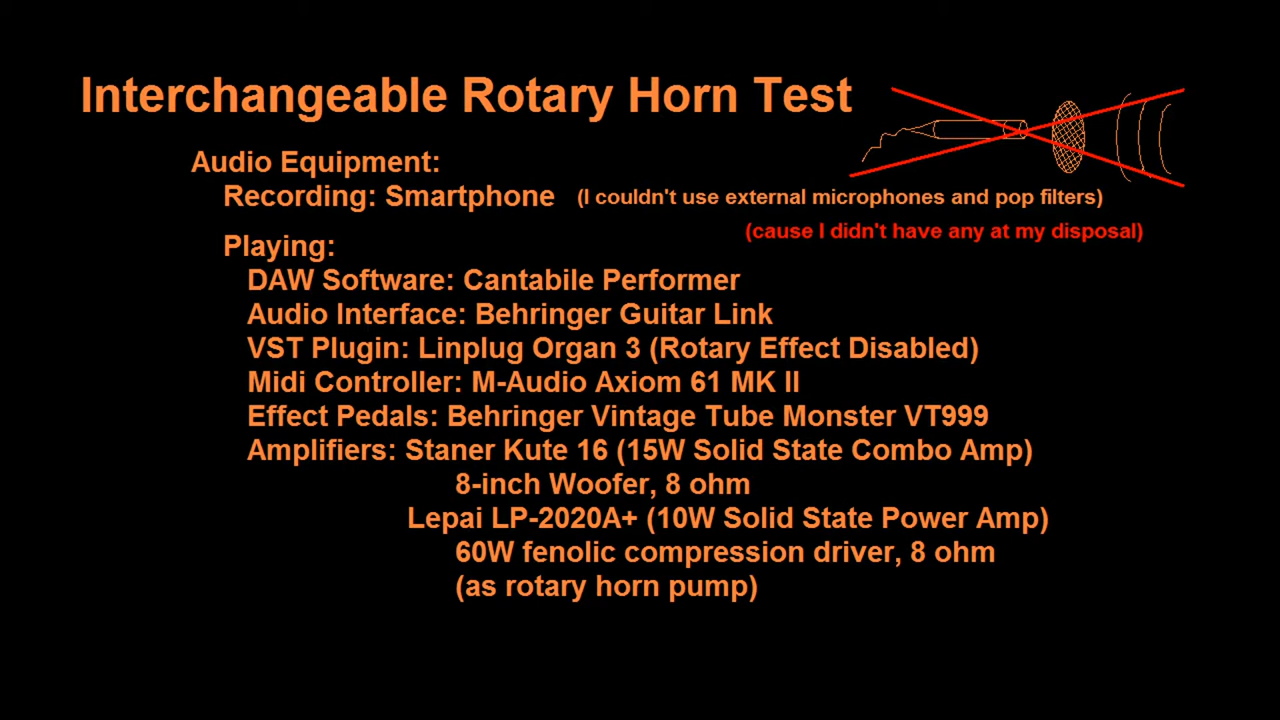 Interchangeable Rotary Horn Test
Audio Equipment:
Recording: Smartphone (I couldn't use external microphones and pop filters)
(cause I didn't have any at my disposal)
Playing:
DAW Software: Cantabile Performer
Audio Interface: Behringer Guitar Link
VST Plugin: Linplug Organ 3 (Rotary Effect Disabled)
Midi Controller: M-Audio Axiom 61 MK II
Effect Pedals: Behringer Vintage Tube Monster VT999
Amplifiers: Staner Kute 16 (15W Solid State Combo Amp)
8-inch Woofer, 8 ohm
Lepai LP-2020A+ (10W Solid State Power Amp)
60W fenolic compression driver, 8 ohm
(as rotary horn pump)